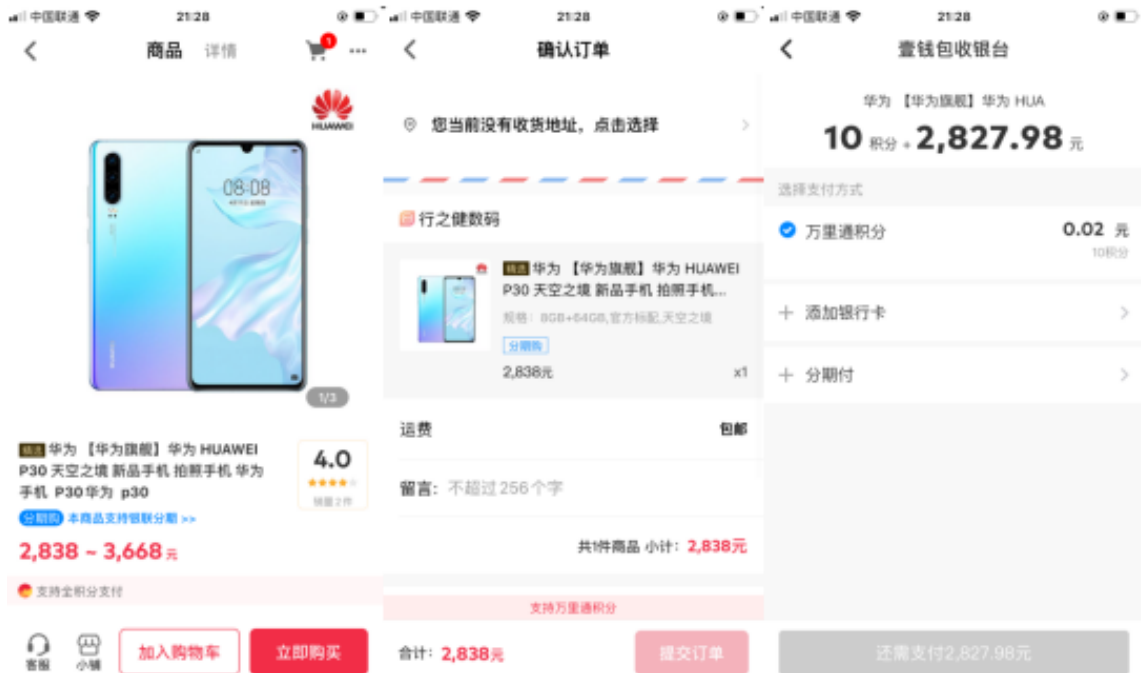 中国联通
21:28
商品 详情
1
HUAWEI
08:08
1/3
精选 华为 【华为旗舰】华为 HUAWEI
P30 天空之境 新品手机 拍照手机 华为
手机 P30华为 p30
4.0
销量2件
分期购 本商品支持银联分期 >>
2,838 ~ 3,668 元
支持全积分支付
客服
小铺
加入购物车
立即购买
中国联通
21:28
确认订单
您当前没有收货地址，点击选择
行之健数码
精选 华为 【华为旗舰】华为 HUAWEI
P30 天空之境 新品手机 拍照手机...
规格：8GB+64GB,官方标配,天空之境
分期购
2,838元
x1
运费
包邮
留言：不超过256个字
共1件商品 小计：2,838元
支持万里通积分
合计：2,838元
提交订单
中国联通
21:28
壹钱包收银台
华为 【华为旗舰】华为 HUA
10 积分 + 2,827.98 元
选择支付方式
万里通积分
0.02 元
10积分
添加银行卡
分期付
还需支付2,827.98元